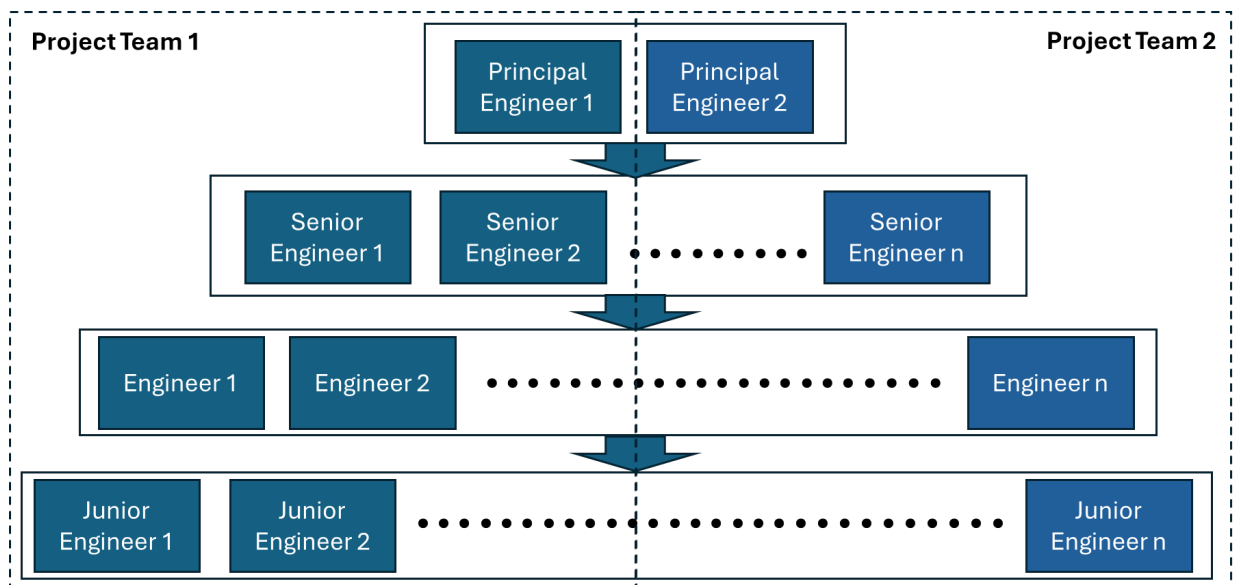 Project Team 1
Project Team 2
Principal
Engineer 1
Principal
Engineer 2
Senior
Engineer 1
Senior
Engineer 2
Senior
Engineer n
Engineer 1
Engineer 2
Engineer n
Junior
Engineer 1
Junior
Engineer 2
Junior
Engineer n